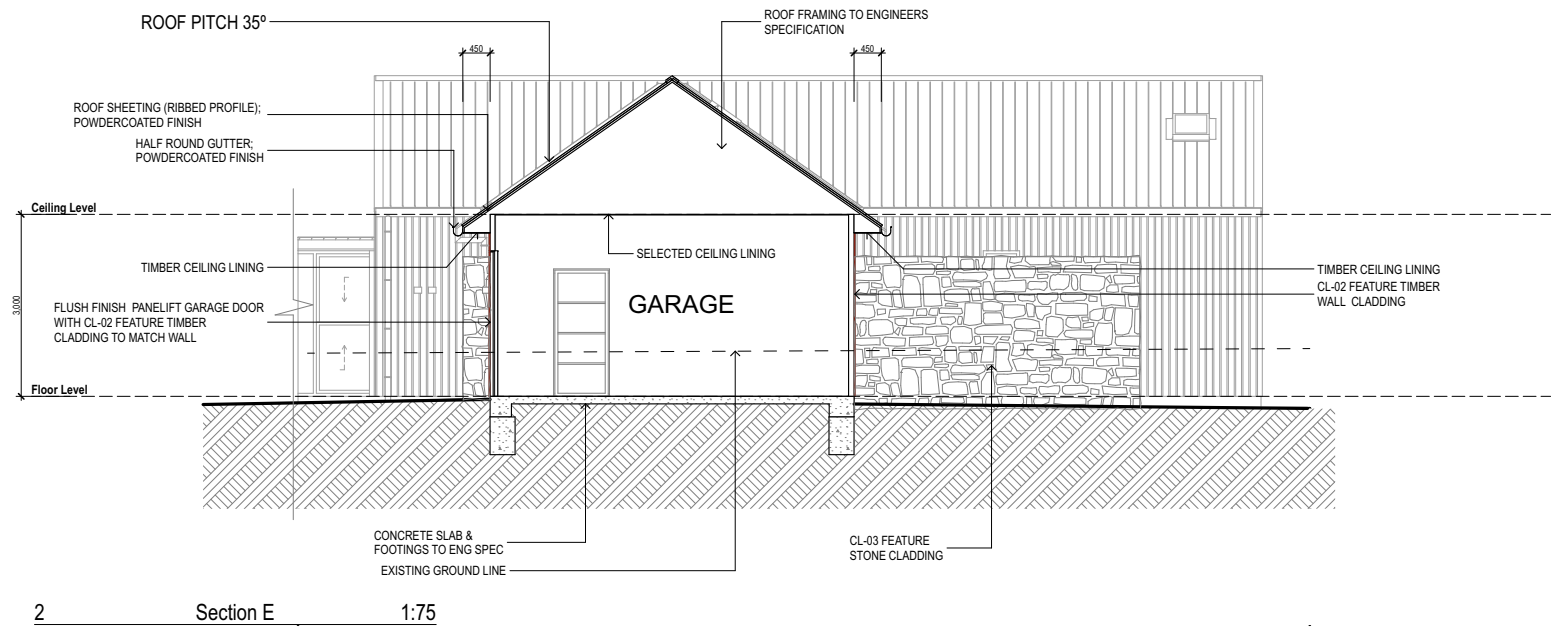 ROOF PITCH 35º
ROOF FRAMING TO ENGINEERS
SPECIFICATION
450
450
ROOF SHEETING (RIBBED PROFILE);
POWDERCOATED FINISH
HALF ROUND GUTTER;
POWDERCOATED FINISH
Ceiling Level
SELECTED CEILING LINING
TIMBER CEILING LINING
TIMBER CEILING LINING
CL-02 FEATURE TIMBER
WALL CLADDING
3,000
FLUSH FINISH PANELIFT GARAGE DOOR
WITH CL-02 FEATURE TIMBER
CLADDING TO MATCH WALL
GARAGE
Floor Level
CONCRETE SLAB &
FOOTINGS TO ENG SPEC
EXISTING GROUND LINE
CL-03 FEATURE
STONE CLADDING
2 Section E 1:75